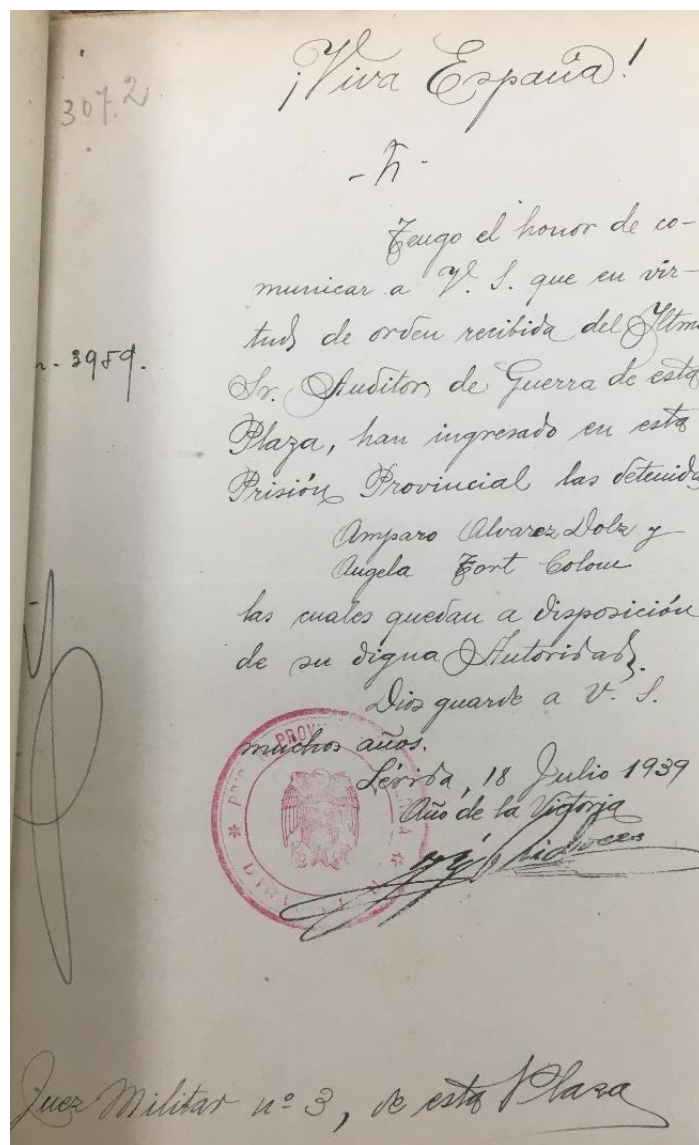 307.2
¡Viva España!
Tengo el honor de co-
municar a V. S. que en vir-
tud de orden recibida del Iltmo
n. 3959.
Sr. Auditor de Guerra de esta
Plaza, han ingresado en esta
Prisión Provincial las detenida
Amparo Alvarez Dolz y
Angela Fort Colom
las cuales quedan a disposición
de su digna Autoridad.
Dios guarde a V. S.
muchos años.
Lérida, 18 Julio 1939
Año de la Victoria
Juez Militar nº 3, de esta Plaza